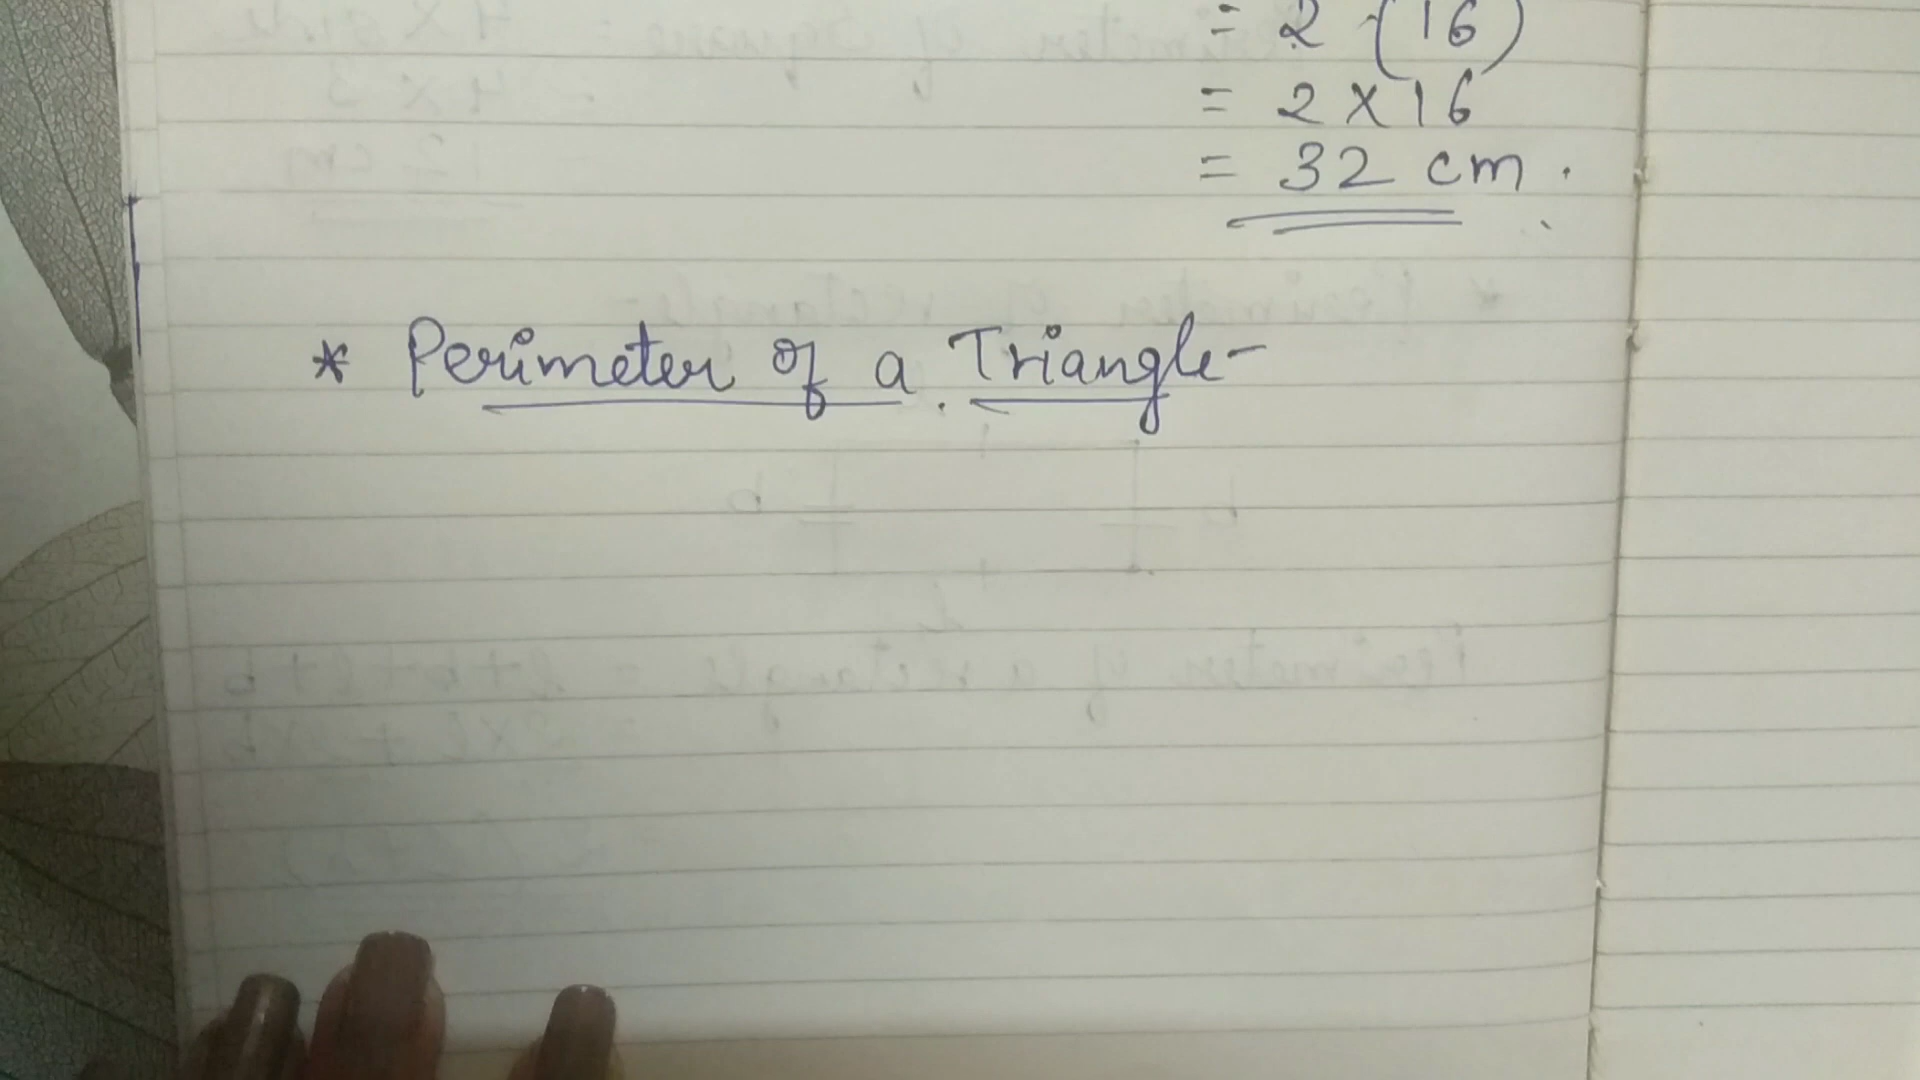 = 2 (16)
= 2 × 16
= 32 cm.
* Perimeter of a Triangle-